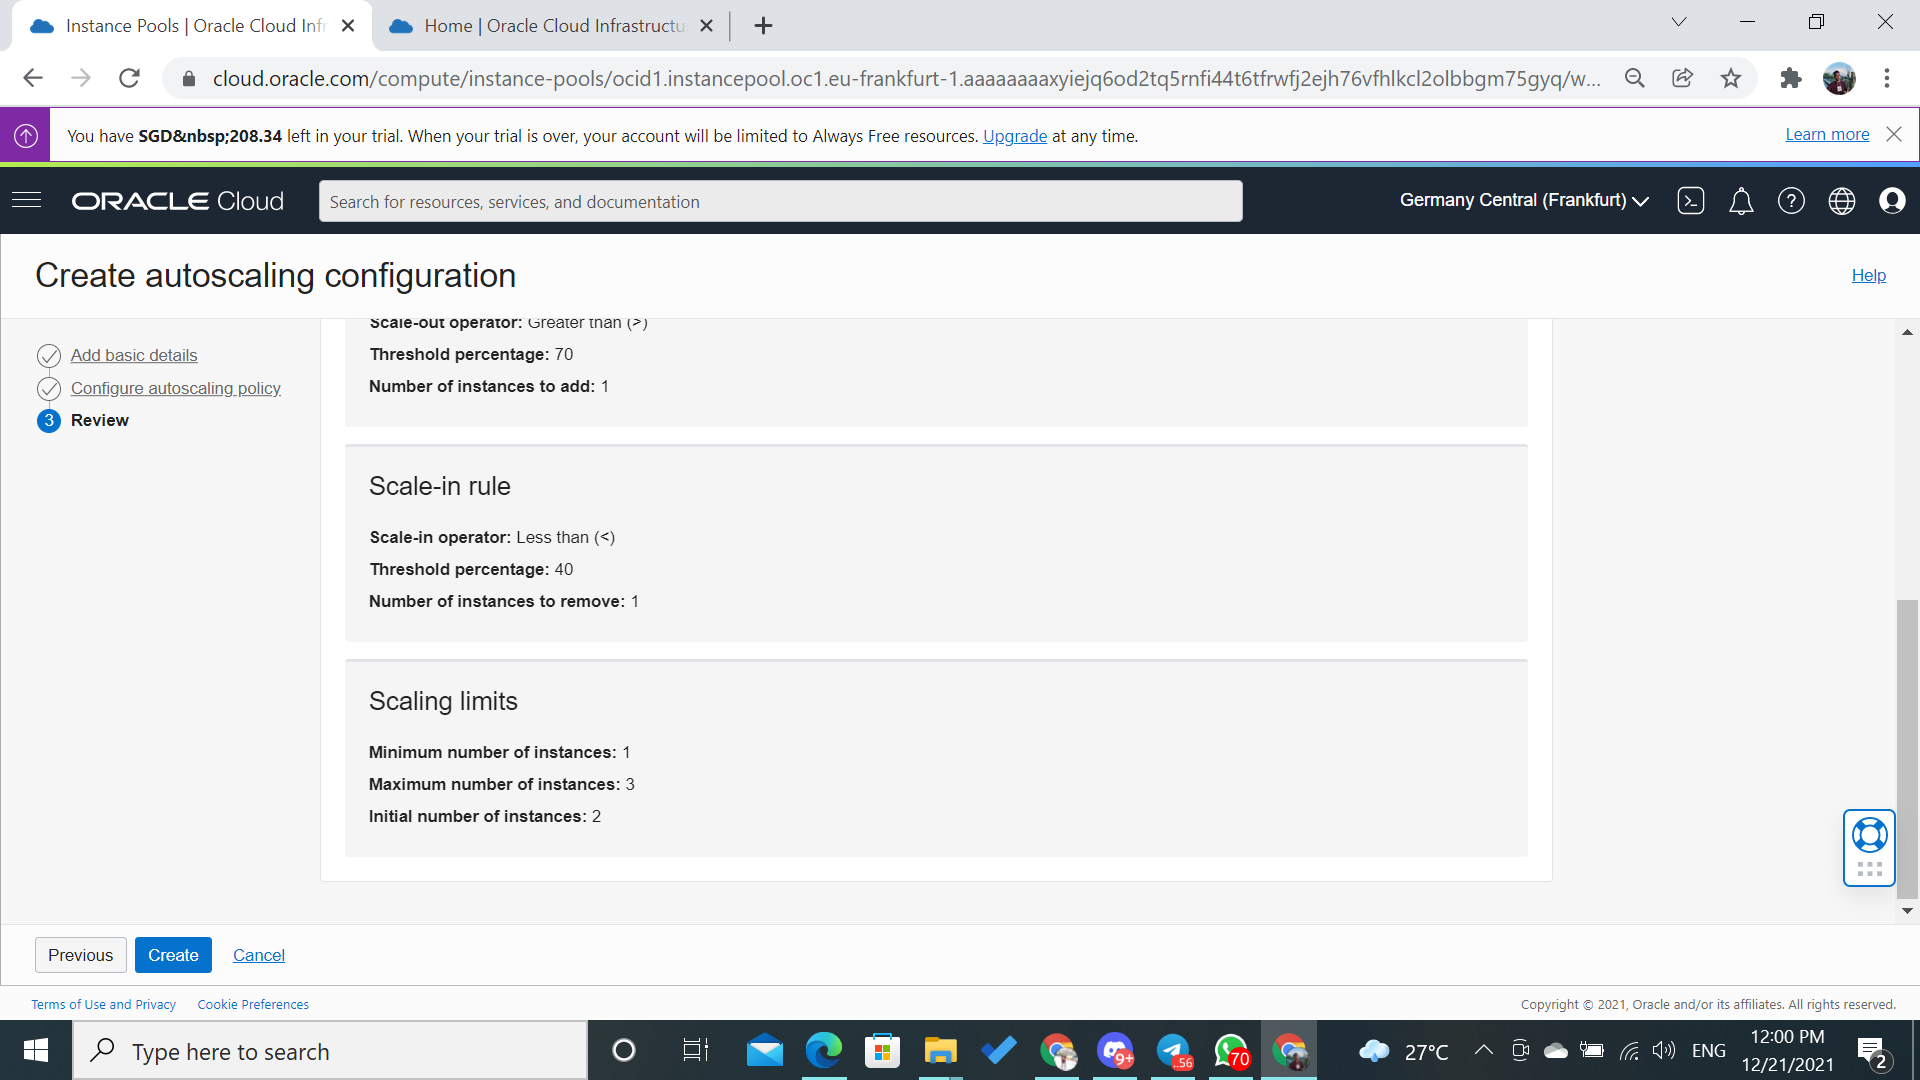 Instance Pools | Oracle Cloud Infr
Home | Oracle Cloud Infrastructu
cloud.oracle.com/compute/instance-pools/ocid1.instancepool.oc1.eu-frankfurt-1.aaaaaaaaxyiejq6od2tq5rnfi44t6tfrwfj2ejh76vfhlkcl2olbbgm75gyq/w...
You have SGD&nbsp;208.34 left in your trial. When your trial is over, your account will be limited to Always Free resources. Upgrade at any time.
Learn more
ORACLE Cloud
Search for resources, services, and documentation
Germany Central (Frankfurt)
Create autoscaling configuration
Help
Add basic details
Configure autoscaling policy
3 Review
Scale-out operator: Greater than (>)
Threshold percentage: 70
Number of instances to add: 1
Scale-in rule
Scale-in operator: Less than (<)
Threshold percentage: 40
Number of instances to remove: 1
Scaling limits
Minimum number of instances: 1
Maximum number of instances: 3
Initial number of instances: 2
Previous
Create
Cancel
Terms of Use and Privacy
Cookie Preferences
Copyright © 2021, Oracle and/or its affiliates. All rights reserved.
Type here to search
9+
..56
70
27°C
ENG
12:00 PM
12/21/2021
2